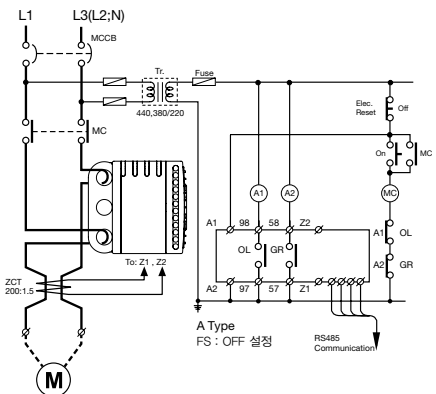 L1 L3(L2;N)
MCCB
Tr. Fuse
440,380/220
MC
Elec.
Reset
Off
On MC
A1 A2 MC
A1 98 58 Z2
OL GR
A2 97 57 Z1
A1 OL
A2 GR
To: Z1 , Z2
ZCT
200:1.5
A Type
FS : OFF 설정
RS485
Communication
M